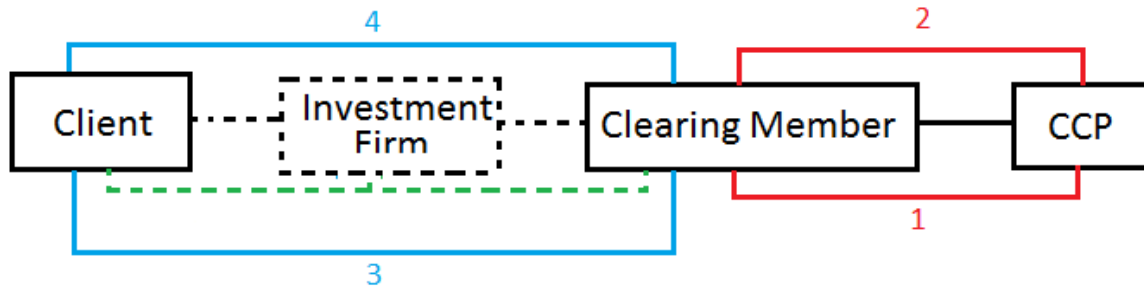 4
2
Client
Investment
Firm
Clearing Member
CCP
1
3